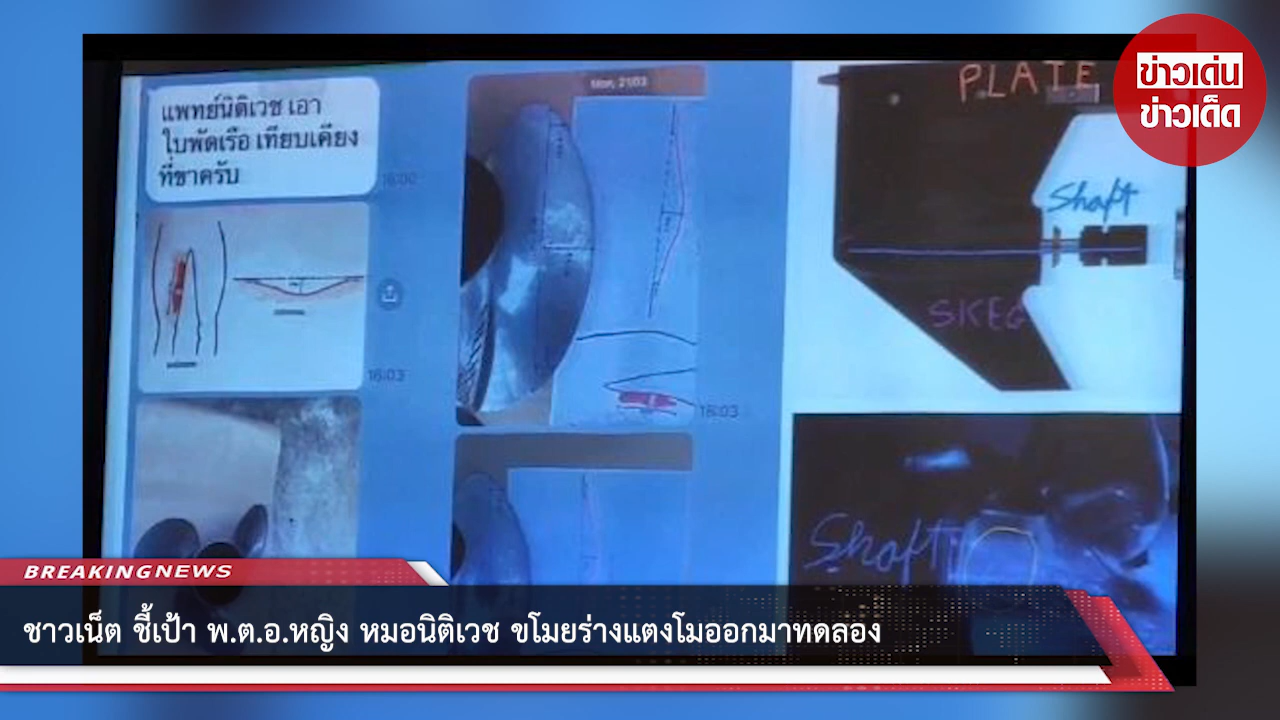 ข่าวเด่น
ข่าวเด็ด
แพทย์นิติเวช เอา
ใบพัดเรือ เทียบเคียง
ที่ขาครับ
16:00
16:03
Mon, 21/03
16:03
PLATE
Shaft
SKEG
Shaft
BREAKINGNEWS
ชาวเน็ต ชี้เป้า พ.ต.อ.หญิง หมอนิติเวช ขโมยร่างแตงโมออกมาทดลอง